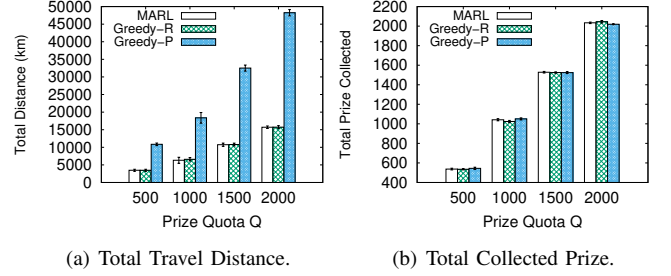 MARL
Greedy-R
Greedy-P
50000
45000
40000
35000
30000
25000
20000
15000
10000
5000
0
Total Distance (km)
500 1000 1500 2000
Prize Quota Q
(a) Total Travel Distance.
MARL
Greedy-R
Greedy-P
2200
2000
1800
1600
1400
1200
1000
800
600
400
Total Prize Collected
500 1000 1500 2000
Prize Quota Q
(b) Total Collected Prize.